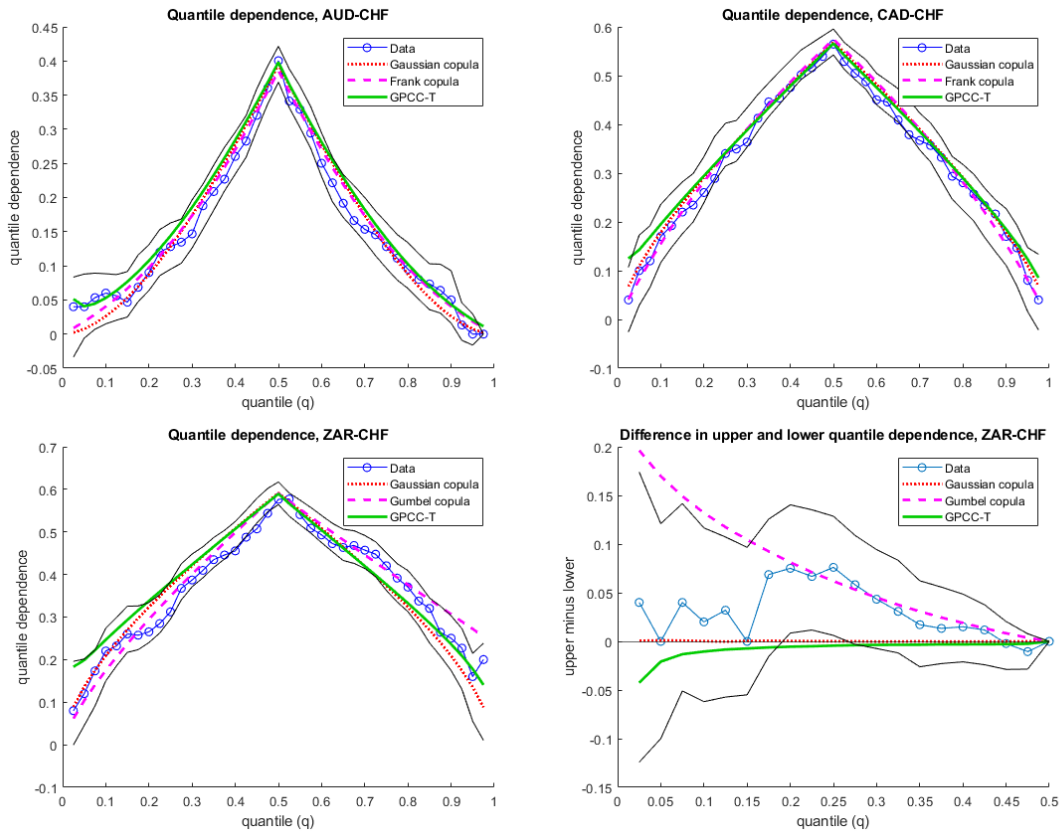 Quantile dependence, AUD-CHF
0.45
0.4
0.35
0.3
0.25
0.2
0.15
0.1
0.05
0
-0.05
quantile dependence
Data
Gaussian copula
Frank copula
GPCC-T
0 0.1 0.2 0.3 0.4 0.5 0.6 0.7 0.8 0.9 1
quantile (q)
Quantile dependence, CAD-CHF
0.6
0.5
0.4
0.3
0.2
0.1
0
-0.1
quantile dependence
Data
Gaussian copula
Frank copula
GPCC-T
0 0.1 0.2 0.3 0.4 0.5 0.6 0.7 0.8 0.9 1
quantile (q)
Quantile dependence, ZAR-CHF
0.7
0.6
0.5
0.4
0.3
0.2
0.1
0
-0.1
quantile dependence
Data
Gaussian copula
Gumbel copula
GPCC-T
0 0.1 0.2 0.3 0.4 0.5 0.6 0.7 0.8 0.9 1
quantile (q)
Difference in upper and lower quantile dependence, ZAR-CHF
0.2
0.15
0.1
0.05
0
-0.05
-0.1
-0.15
upper minus lower
Data
Gaussian copula
Gumbel copula
GPCC-T
0 0.05 0.1 0.15 0.2 0.25 0.3 0.35 0.4 0.45 0.5
quantile (q)